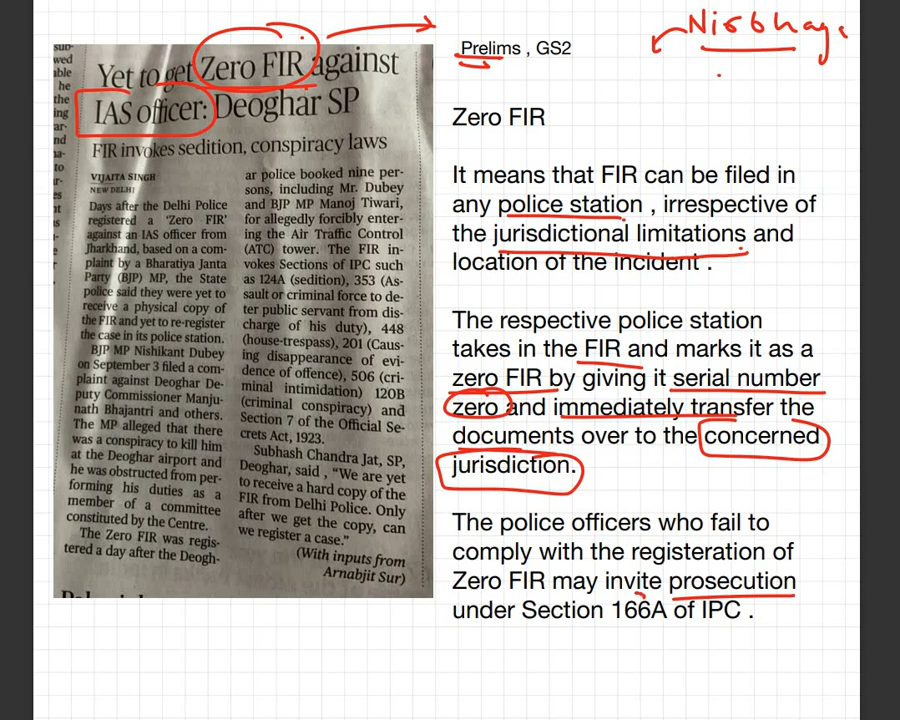 sub-
wed
able
he
the
ing
ar-
nd
na-
to
r-
es
nt
s
Yet to get Zero FIR against
IAS officer: Deoghar SP
FIR invokes sedition, conspiracy laws
VIJAITA SINGH
NEW DELHI
Days after the Delhi Police
registered a 'Zero FIR'
against an IAS officer from
Jharkhand, based on a com-
plaint by a Bharatiya Janta
Party (BJP) MP, the State
police said they were yet to
receive a physical copy of
the FIR and yet to re-register
the case in its police station.
BJP MP Nishikant Dubey
on September 3 filed a com-
plaint against Deoghar De-
puty Commissioner Manju-
nath Bhajantri and others.
The MP alleged that there
was a conspiracy to kill him
at the Deoghar airport and
he was obstructed from per-
forming his duties as a
member of a committee
constituted by the Centre.
The Zero FIR was regis-
tered a day after the Deogh-
ar police booked nine per-
sons, including Mr. Dubey
and BJP MP Manoj Tiwari,
for allegedly forcibly enter-
ing the Air Traffic Control
(ATC) tower. The FIR in-
vokes Sections of IPC such
as 124A (sedition), 353 (As-
sault or criminal force to de-
ter public servant from dis-
charge of his duty), 448
(house-trespass), 201 (Caus-
ing disappearance of evi-
dence of offence), 506 (cri-
minal intimidation) 120B
(criminal conspiracy) and
Section 7 of the Official Se-
crets Act, 1923.
Subhash Chandra Jat, SP,
Deoghar, said , "We are yet
to receive a hard copy of the
FIR from Delhi Police. Only
after we get the copy, can
we register a case."
(With inputs from
Arnabjit Sur)
Nirbhaya
Prelims , GS2
Zero FIR
It means that FIR can be filed in
any police station , irrespective of
the jurisdictional limitations and
location of the incident .
The respective police station
takes in the FIR and marks it as a
zero FIR by giving it serial number
zero and immediately transfer the
documents over to the concerned
jurisdiction.
The police officers who fail to
comply with the registeration of
Zero FIR may invite prosecution
under Section 166A of IPC .